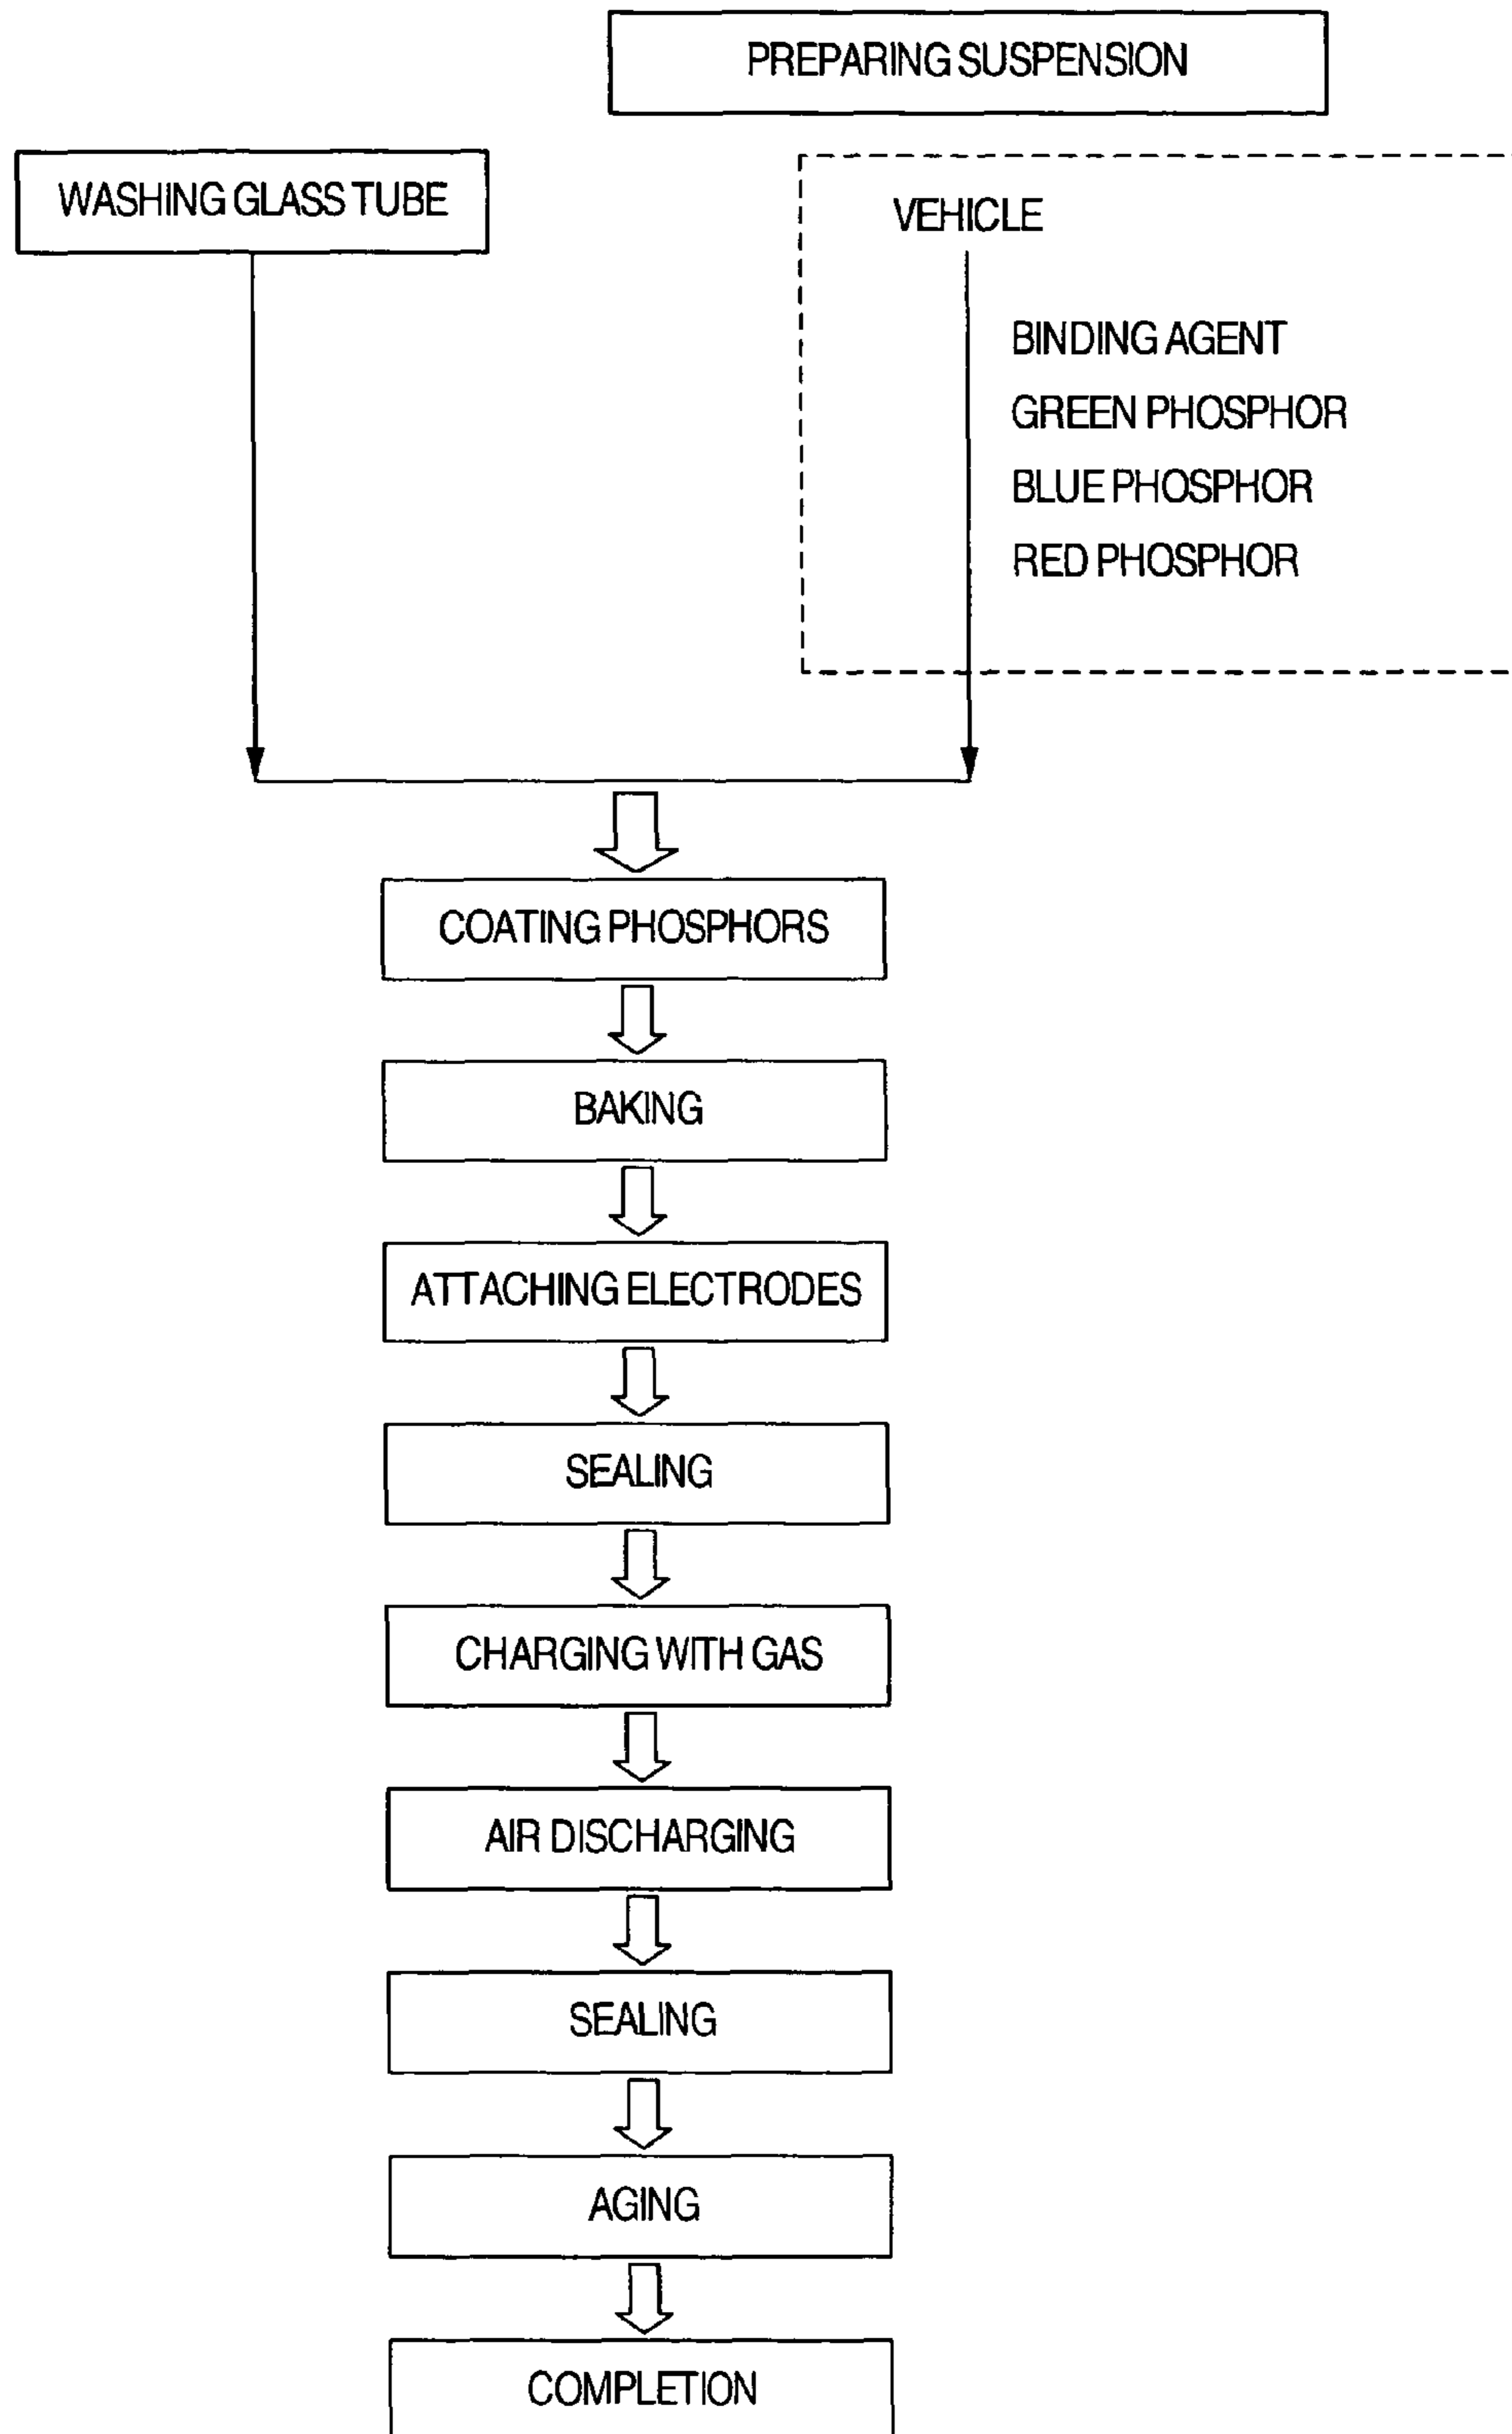 PREPARING SUSPENSION
WASHING GLASS TUBE
VEHICLE
BINDING AGENT
GREEN PHOSPHOR
BLUE PHOSPHOR
RED PHOSPHOR
COATING PHOSPHORS
BAKING
ATTACHING ELECTRODES
SEALING
CHARGING WITH GAS
AIR DISCHARGING
SEALING
AGING
COMPLETION